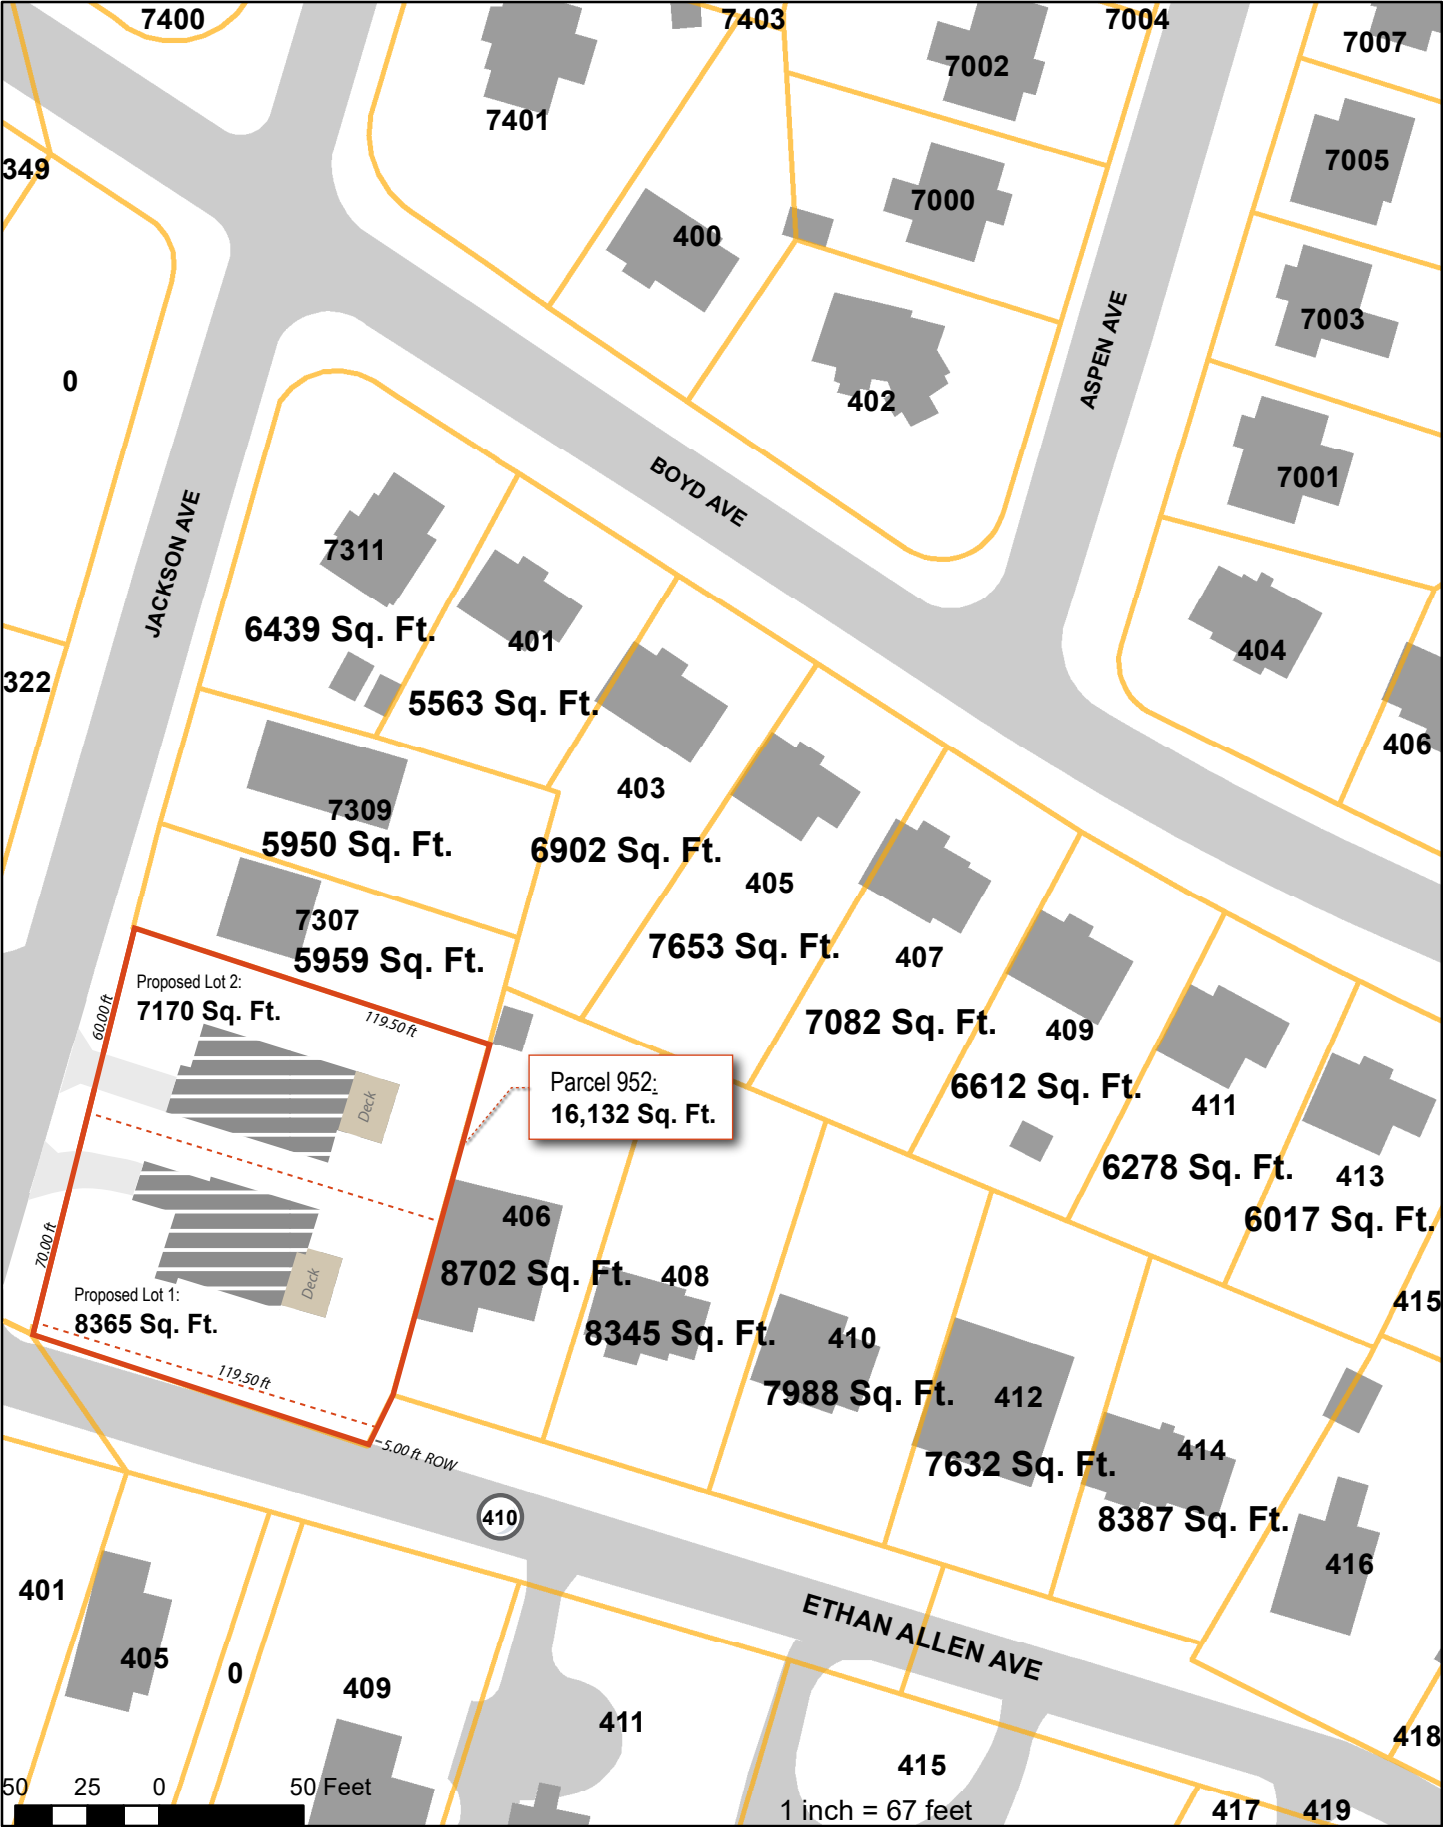 7400
7403
7004
7007
7002
7401
7005
349
7000
400
7003
ASPEN AVE
0
402
BOYD AVE
7001
JACKSON AVE
7311
6439 Sq. Ft.
401
404
322
5563 Sq. Ft.
406
403
7309
5950 Sq. Ft.
6902 Sq. Ft.
405
7307
7653 Sq. Ft.
407
5959 Sq. Ft.
Proposed Lot 2:
7170 Sq. Ft.
60.00 ft
119.50 ft
7082 Sq. Ft.
409
Parcel 952:
16,132 Sq. Ft.
6612 Sq. Ft.
411
Deck
6278 Sq. Ft.
413
406
6017 Sq. Ft.
70.00 ft
8702 Sq. Ft.
408
Deck
Proposed Lot 1:
8365 Sq. Ft.
415
8345 Sq. Ft.
410
119.50 ft
7988 Sq. Ft.
412
5.00 ft ROW
7632 Sq. Ft.
414
410
8387 Sq. Ft.
416
401
ETHAN ALLEN AVE
405
0
409
411
418
415
50 25 0 50 Feet
1 inch = 67 feet
417
419